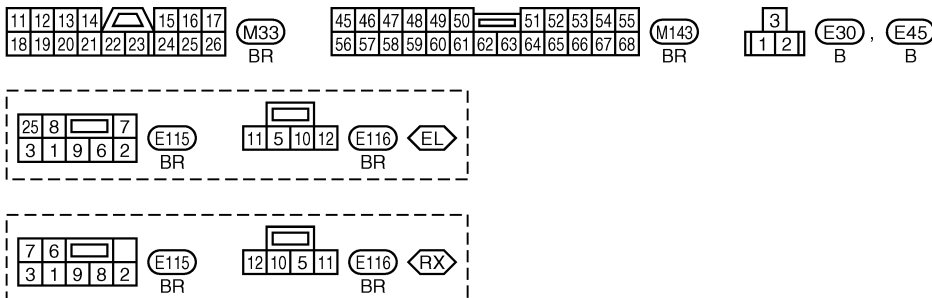 11 12 13 14 15 16 17
18 19 20 21 22 23 24 25 26
M33
BR
45 46 47 48 49 50 51 52 53 54 55
56 57 58 59 60 61 62 63 64 65 66 67 68
M143
BR
3
1 2
E30 , E45
B B
25 8 7
3 1 9 6 2
E115
BR
11 5 10 12
E116
BR
EL
7 6
3 1 9 8 2
E115
BR
12 10 5 11
E116
BR
RX